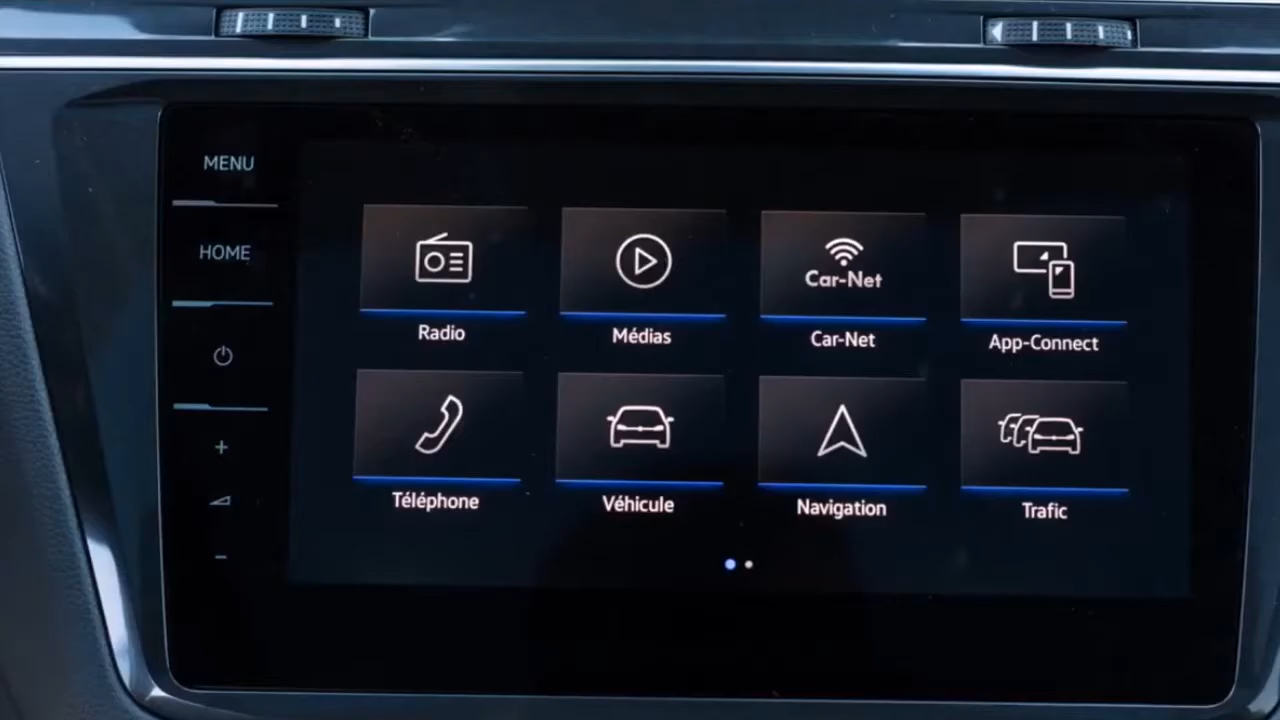 MENU
HOME
Radio
Médias
Car-Net
Car-Net
App-Connect
Téléphone
Véhicule
Navigation
Trafic